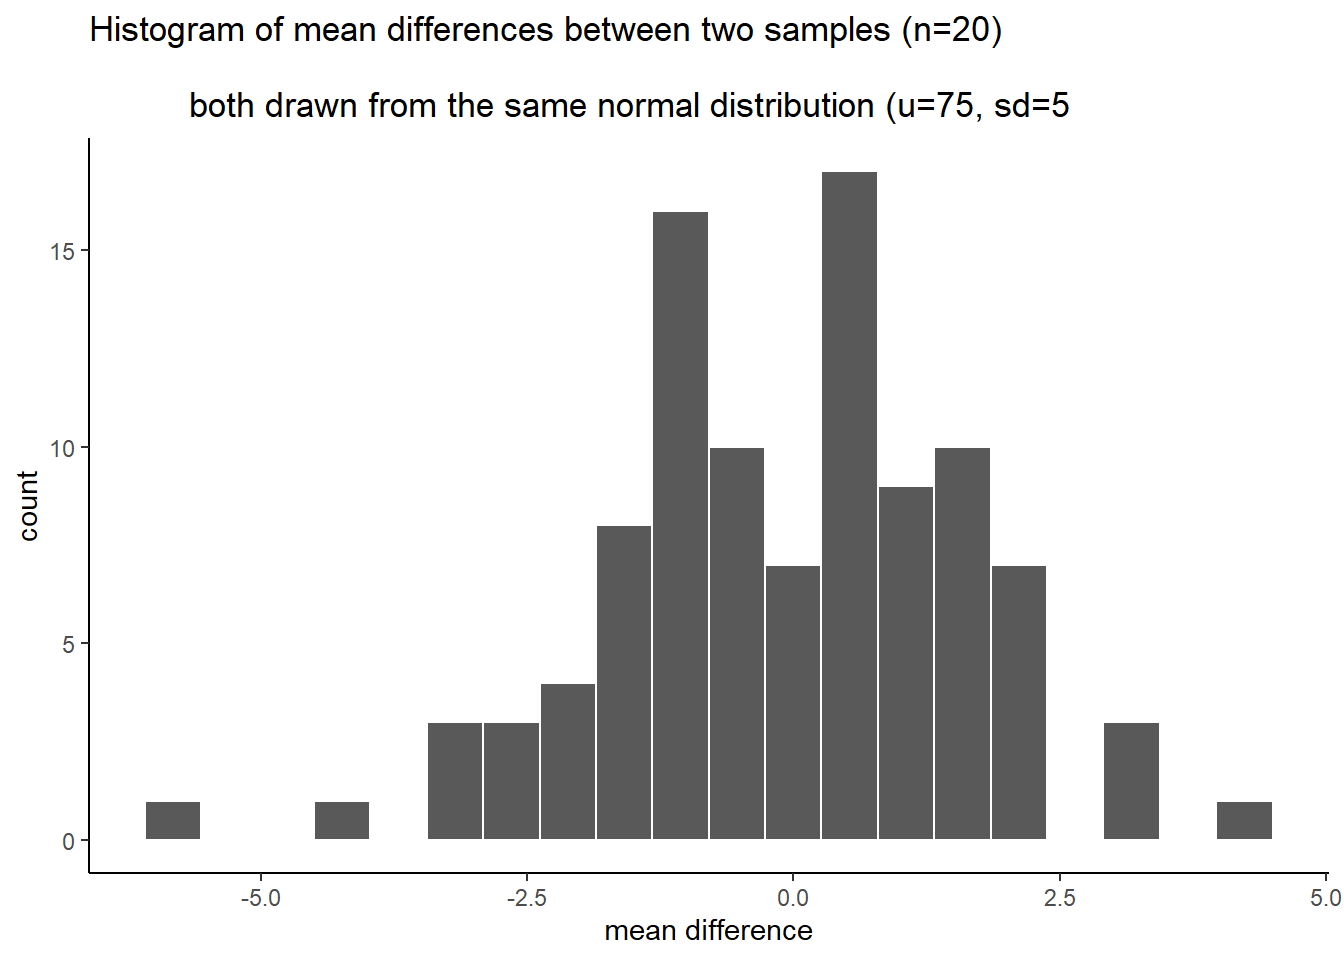 Histogram of mean differences between two samples (n=20)
both drawn from the same normal distribution (u=75, sd=5
15
10
5
0
count
-5.0
-2.5
0.0
2.5
5.0
mean difference